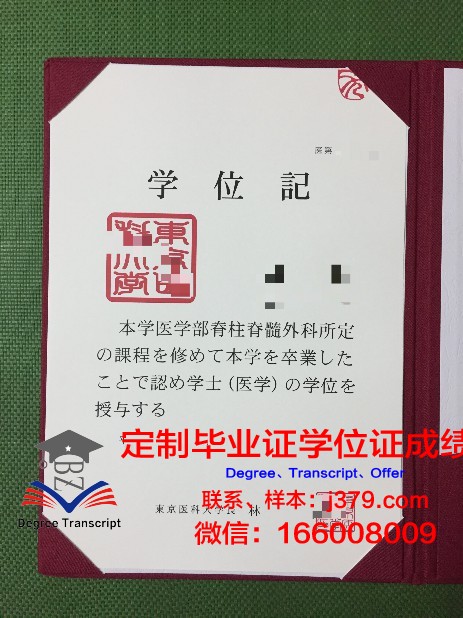 医第
学位記
本学医学部脊柱脊髄外科所定
の課程を修めて本学を卒業した
ことで認め学士（医学）の学位を
授与する
定制毕业证学位证成绩
Degree、Transcript、Offer
联系、样本:1379.com
東京医科大学長 林
微信：166008009
BZ
Degree Transcript